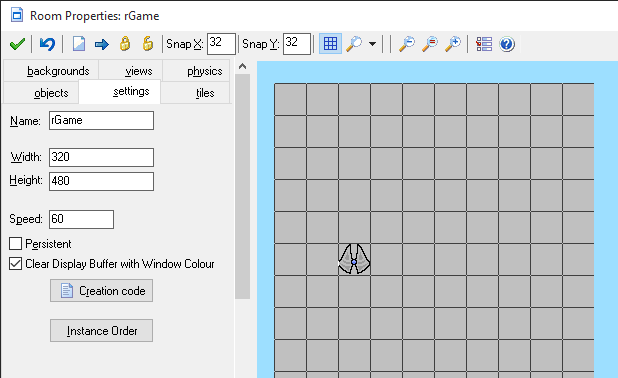 Room Properties: rGame
Snap X: 32 Snap Y: 32
backgrounds views physics
objects settings tiles
Name: rGame
Width: 320
Height: 480
Speed: 60
Persistent
Clear Display Buffer with Window Colour
Creation code
Instance Order